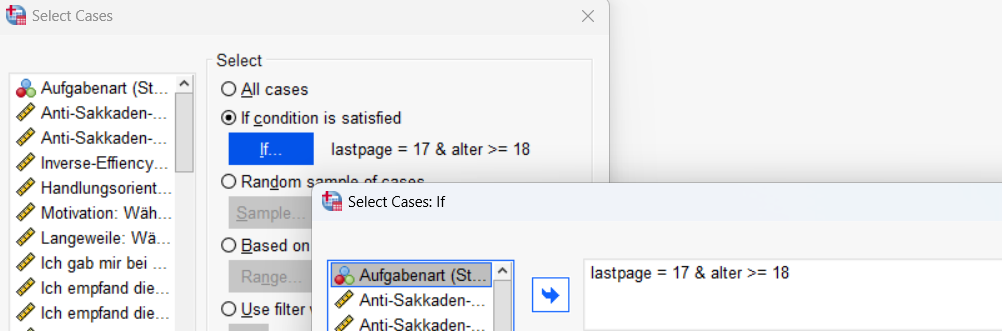 Select Cases
Select
Aufgabenart (St...
Anti-Sakkaden-...
Anti-Sakkaden-...
Inverse-Effiency...
Handlungsorient...
Motivation: Wäh...
Langeweile: Wä...
Ich gab mir bei ...
Ich empfand die...
Ich empfand die...
All cases
If condition is satisfied
If... lastpage = 17 & alter >= 18
Random sample of cases
Sample...
Based on
Range...
Use filter
Select Cases: If
Aufgabenart (St...
Anti-Sakkaden-...
Anti-Sakkaden-...
lastpage = 17 & alter >= 18